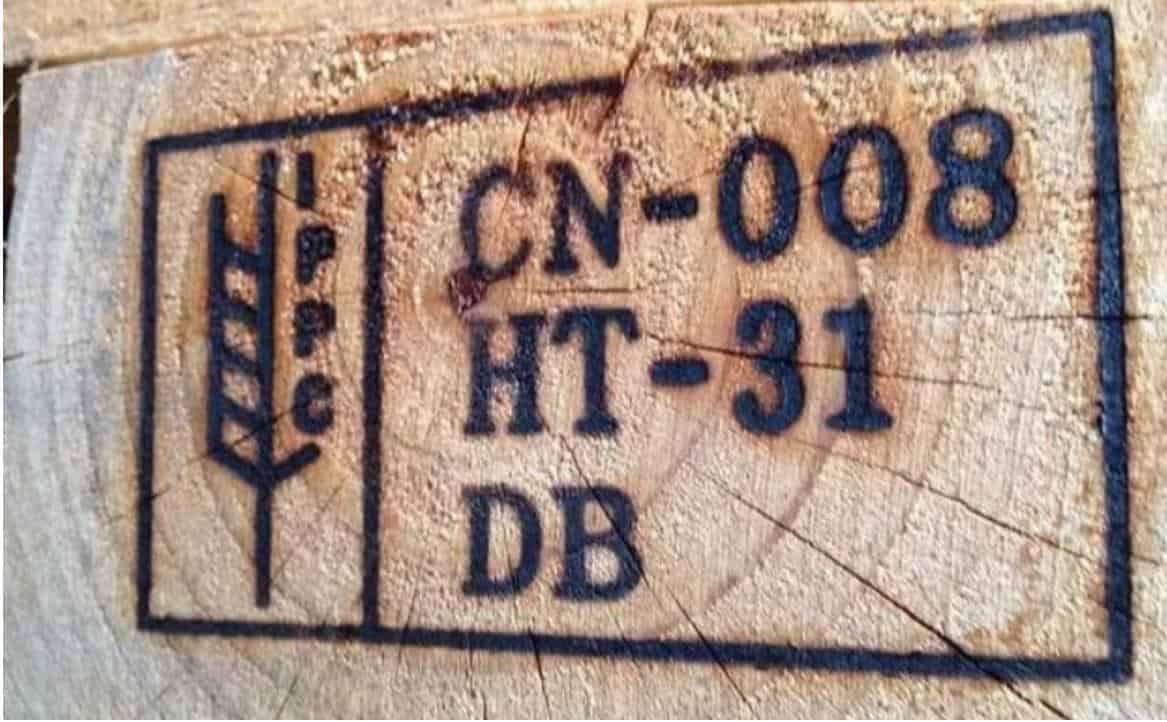 IPPC
CN-008
HT-31
DB